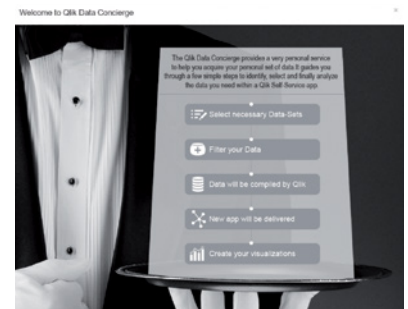 Welcome to Qlik Data Concierge
The Qlik Data Concierge provides a very personal service
to help you acquire your personal set of data It guides you
through a few simple steps to identify, select and finally analyze
the data you need within a Qlik Self-Service app.
Select necessary Data-Sets
Filter your Data
Data will be compiled by Qlik
New app will be delivered
Create your visualizations